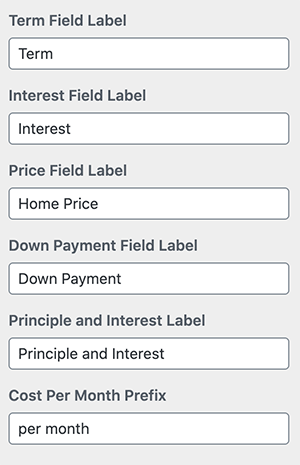 Term Field Label
Term
Interest Field Label
Interest
Price Field Label
Home Price
Down Payment Field Label
Down Payment
Principle and Interest Label
Principle and Interest
Cost Per Month Prefix
per month